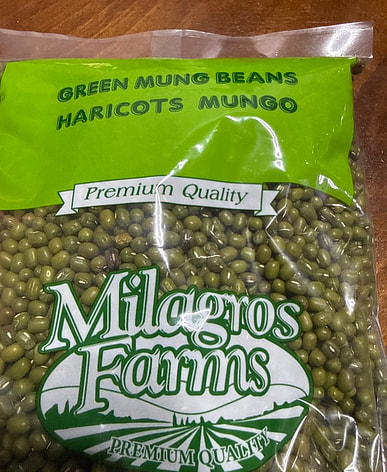 GREEN MUNG BEANS
HARICOTS MUNGO
Premium Quality
Milagros
Farms
PREMIUM QUALITY